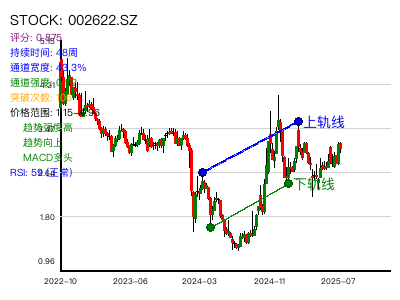 STOCK: 002622.SZ
评分: 0.875
持续时间: 48周
通道宽度: 43.3%
通道强度:
突破次数:
价格范围:
趋势强度高
趋势向上
MACD多头
RSI: 59 (正常)
上轨线
下轨线
1.80
0.96
2022-10 2023-06 2024-03 2024-11 2025-07